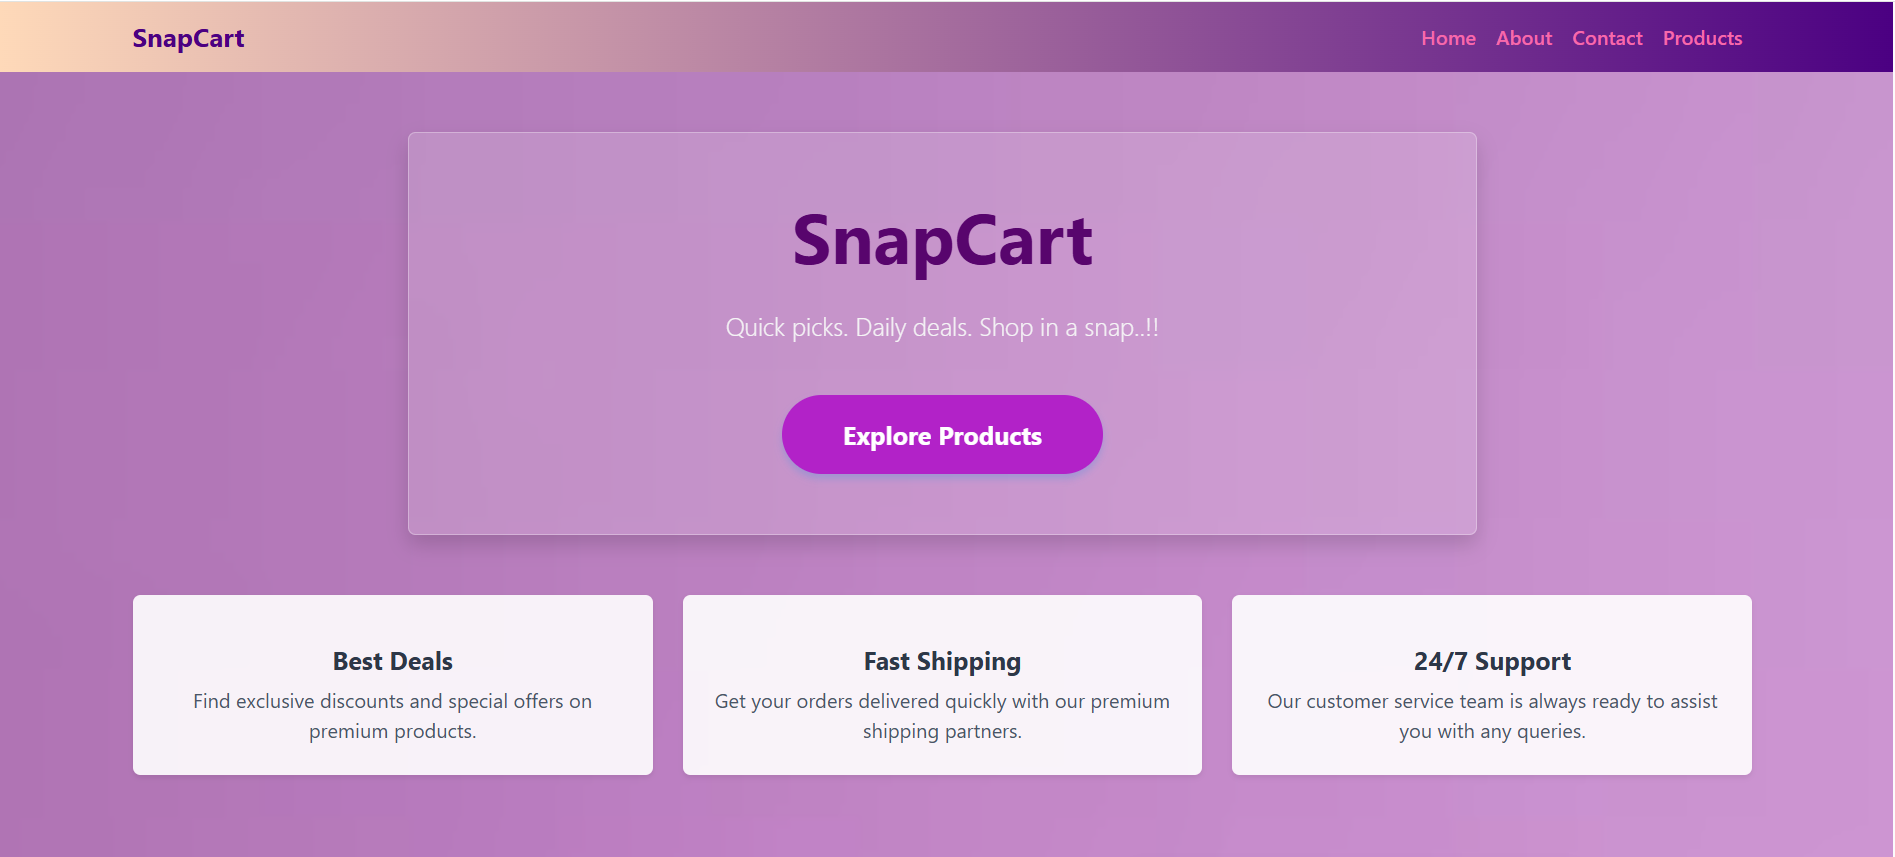 SnapCart
Home About Contact Products
SnapCart
Quick picks. Daily deals. Shop in a snap..!!
Explore Products
Best Deals
Find exclusive discounts and special offers on
premium products.
Fast Shipping
Get your orders delivered quickly with our premium
shipping partners.
24/7 Support
Our customer service team is always ready to assist
you with any queries.